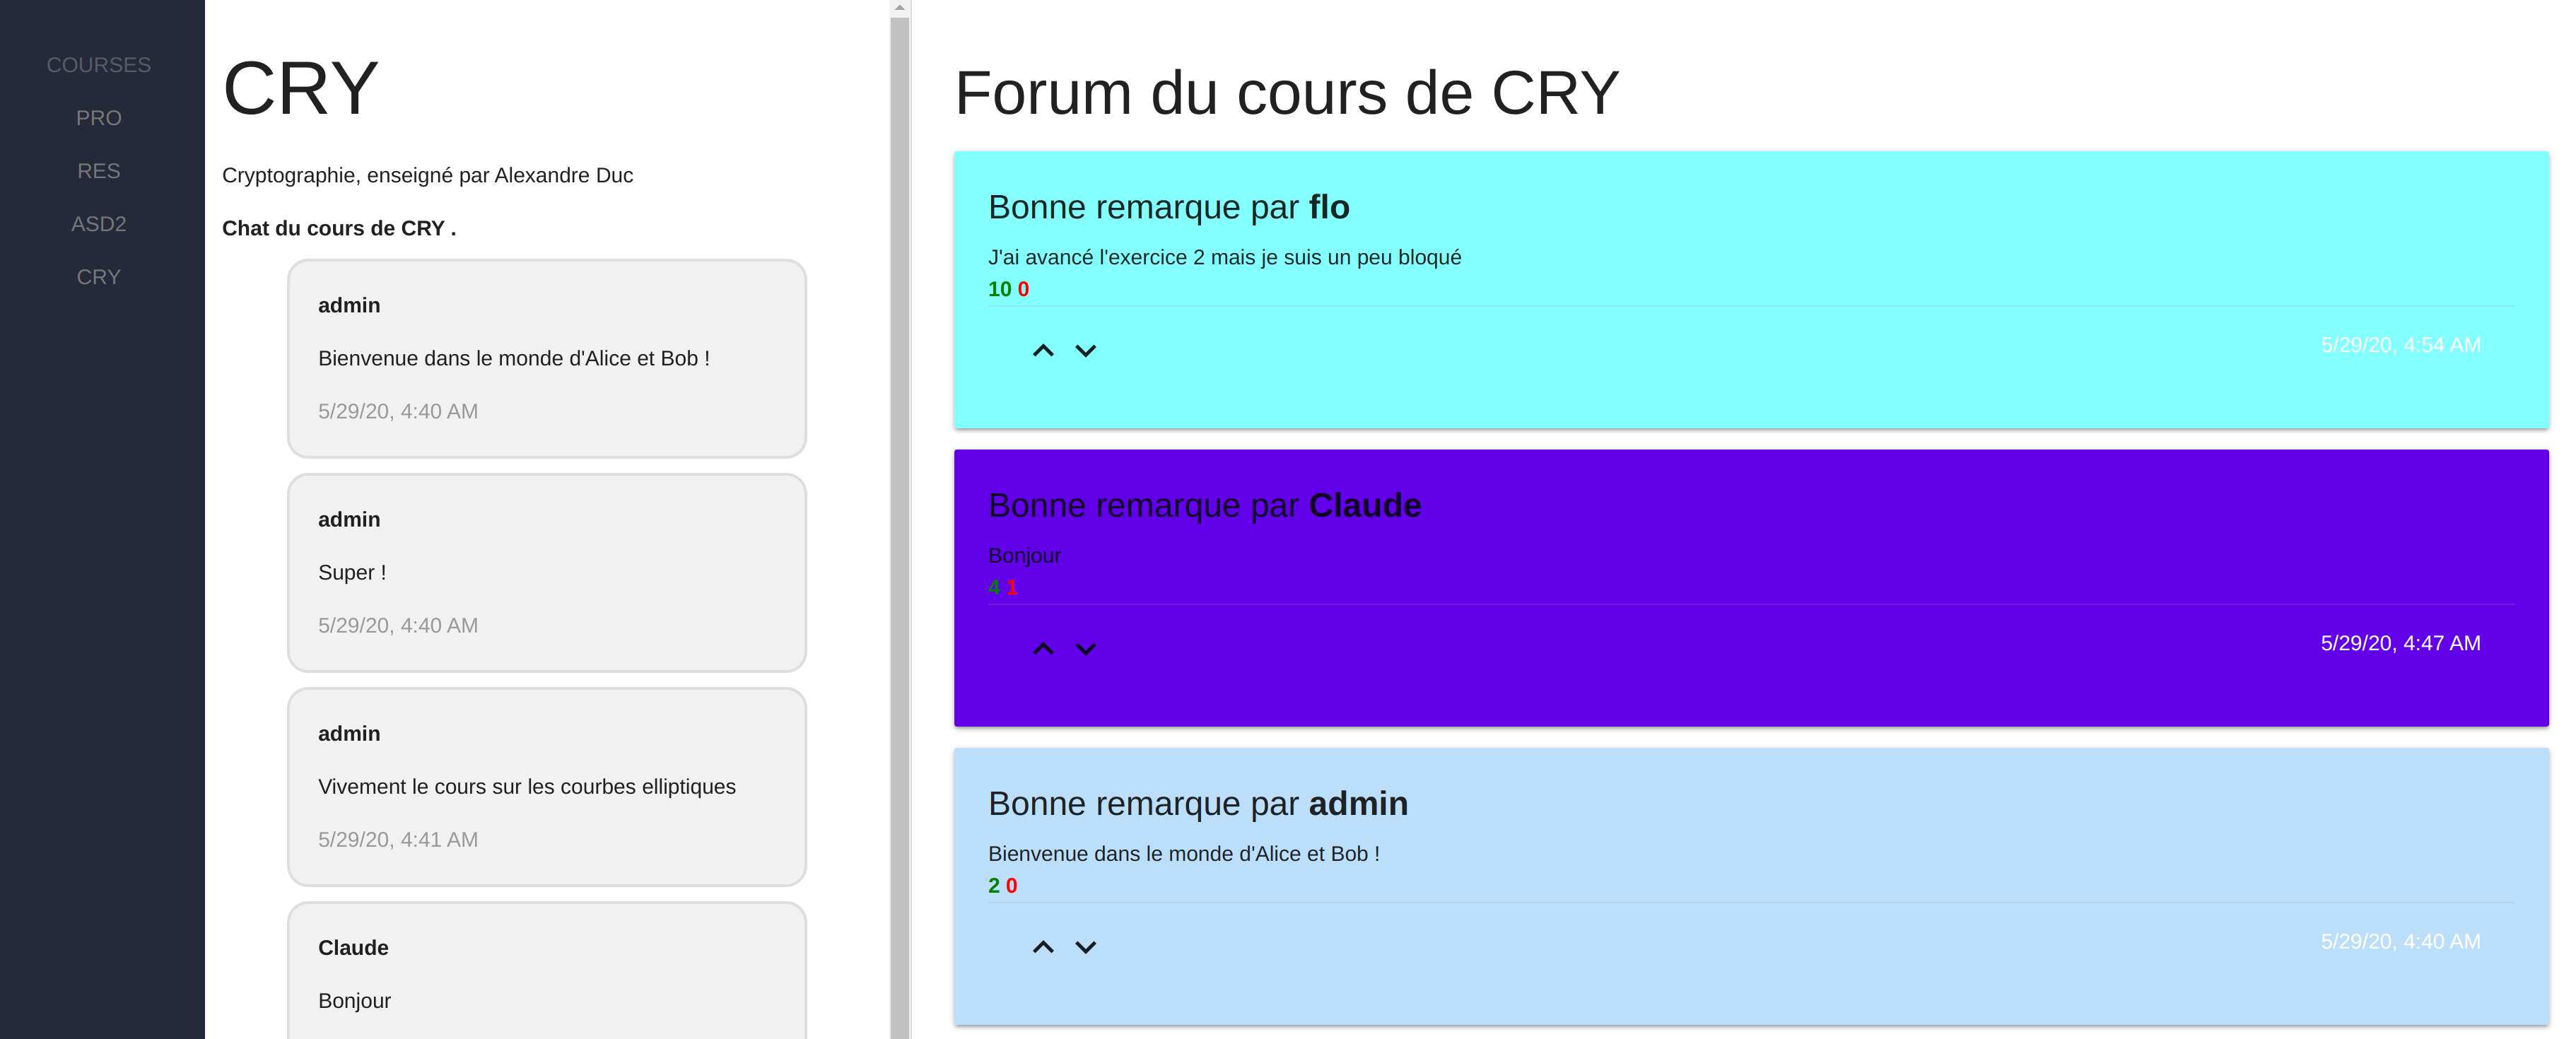 COURSES
PRO
RES
ASD2
CRY
CRY
Cryptographie, enseigné par Alexandre Duc
Chat du cours de CRY .
admin
Bienvenue dans le monde d'Alice et Bob !
5/29/20, 4:40 AM
admin
Super !
5/29/20, 4:40 AM
admin
Vivement le cours sur les courbes elliptiques
5/29/20, 4:41 AM
Claude
Bonjour
Forum du cours de CRY
Bonne remarque par flo
J'ai avancé l'exercice 2 mais je suis un peu bloqué
10 0
5/29/20, 4:54 AM
Bonne remarque par Claude
Bonjour
4 1
5/29/20, 4:47 AM
Bonne remarque par admin
Bienvenue dans le monde d'Alice et Bob !
2 0
5/29/20, 4:40 AM